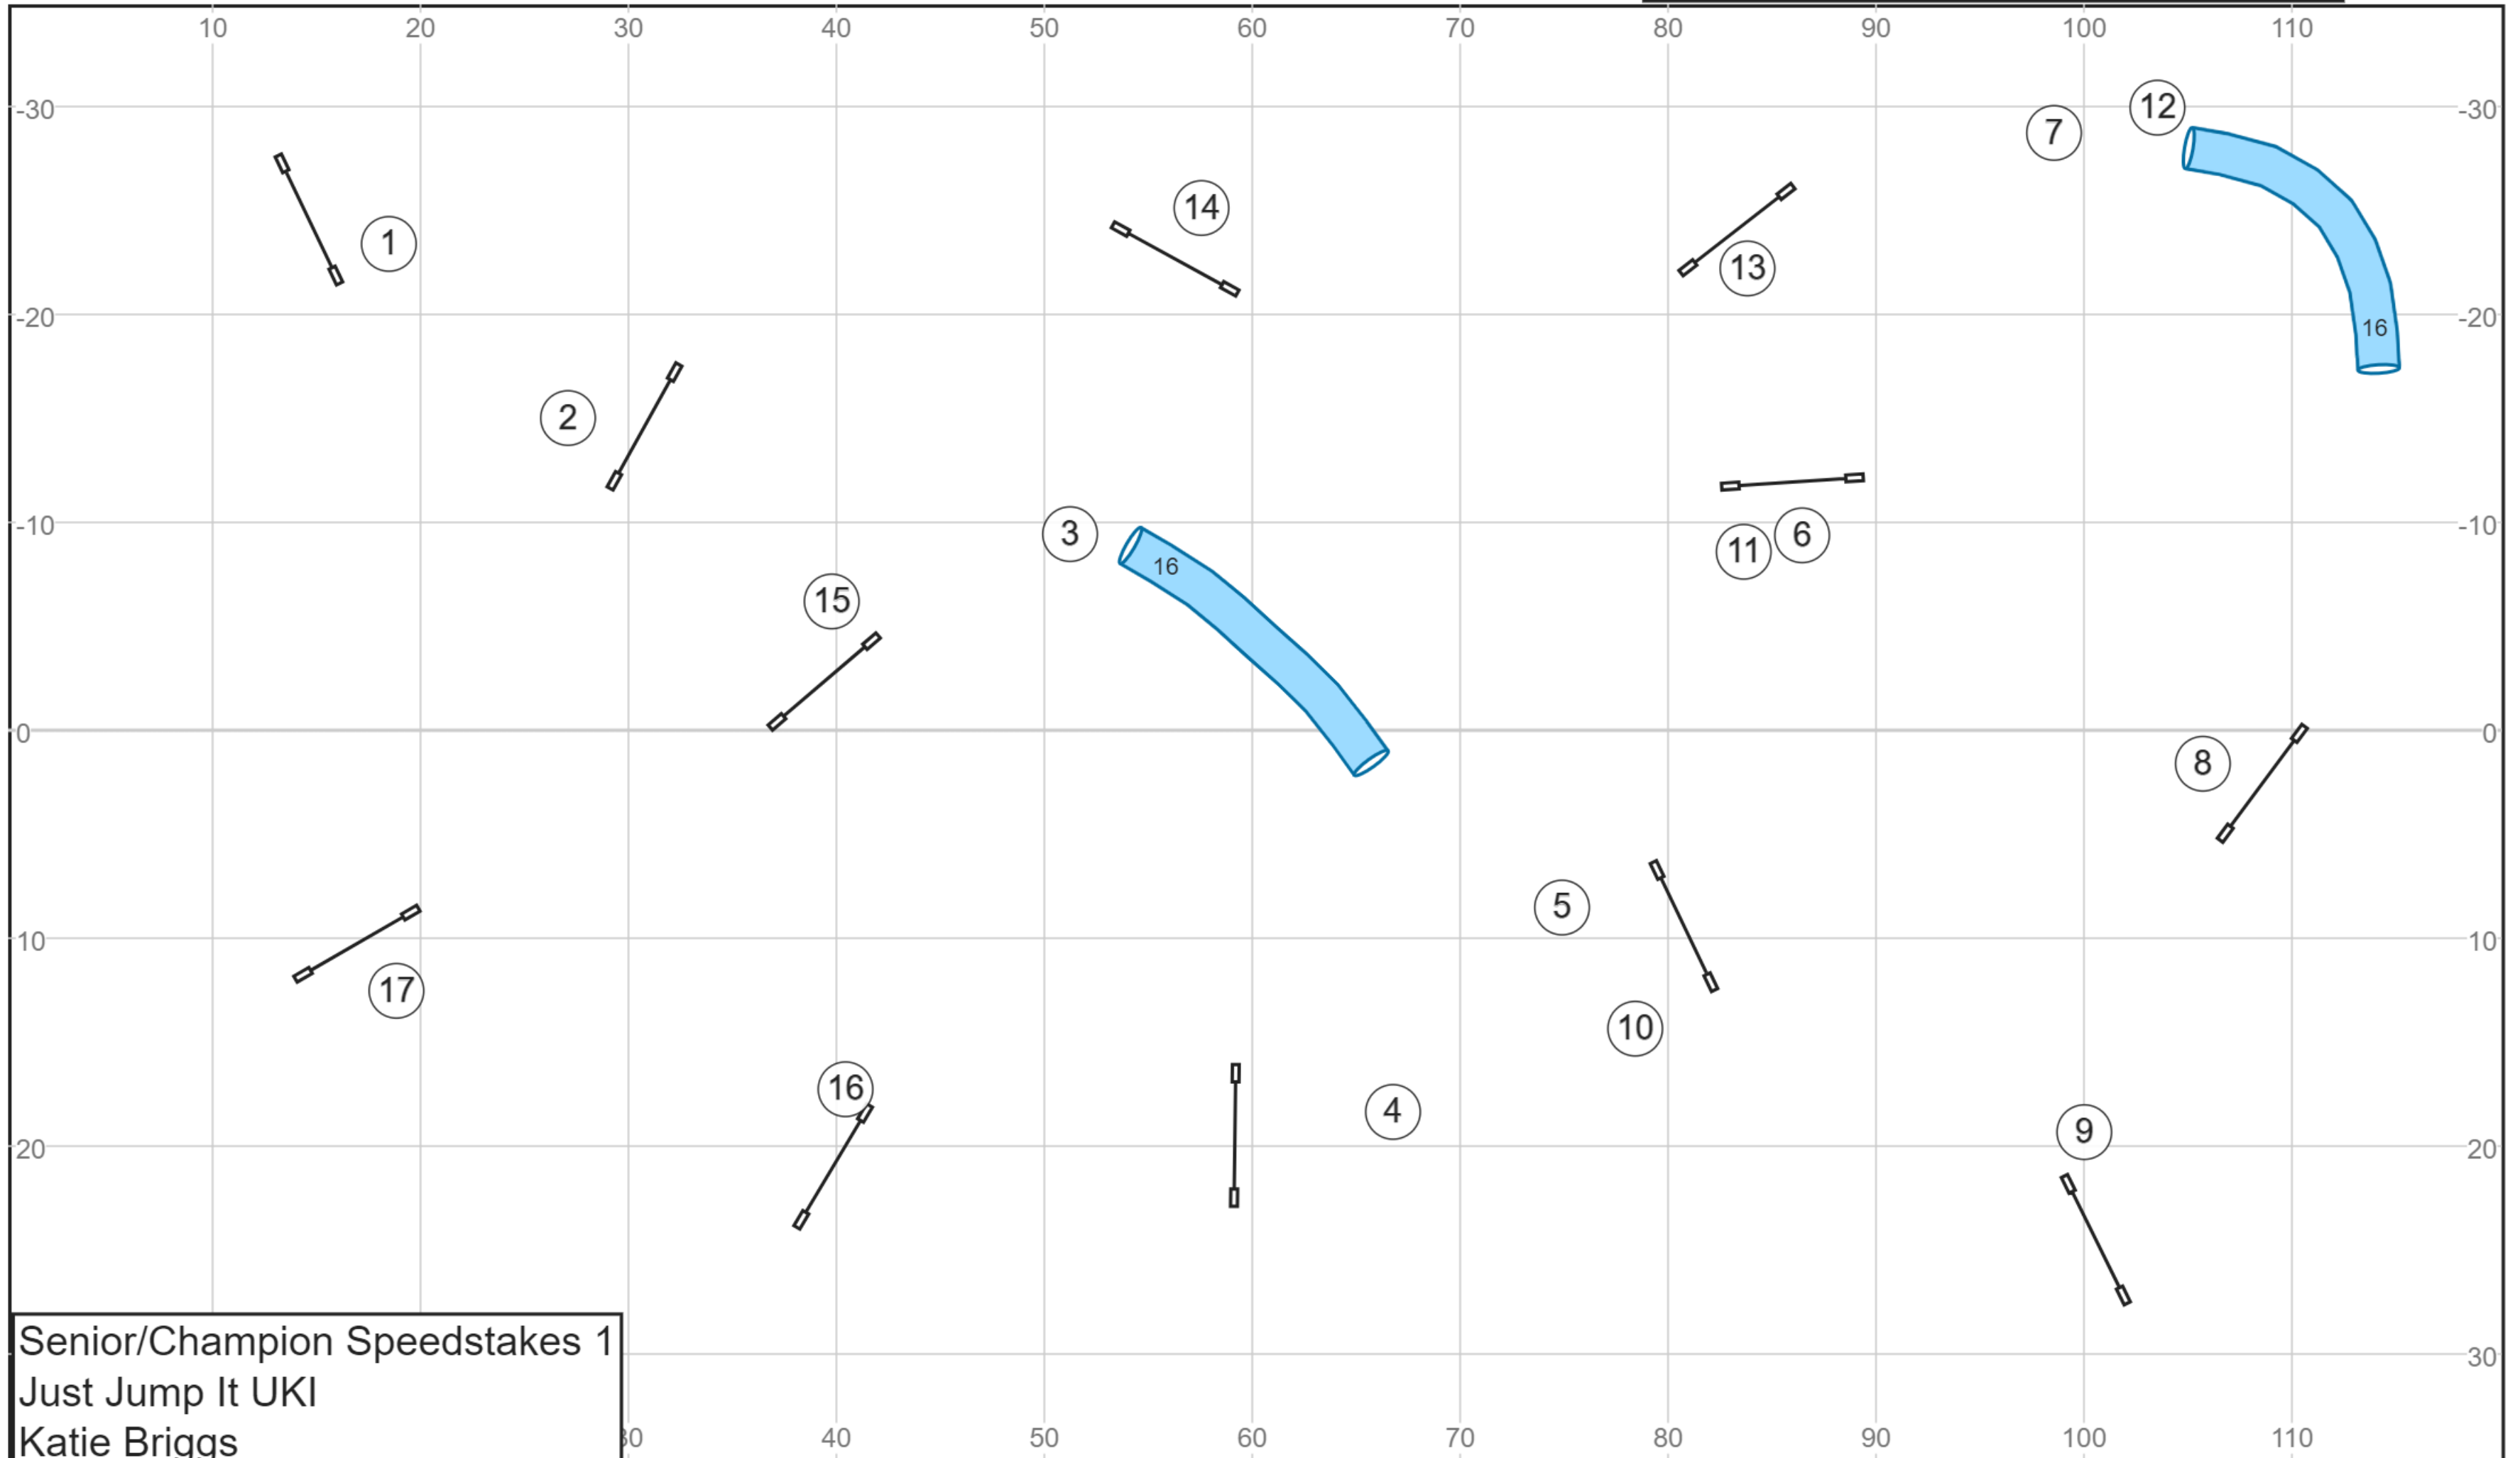 10 20 30 40 50 60 70 80 90 100 110
-30 7 12 -30
1 14 13
-20 16 -20
2
-10 3 11 6 -10
16
15
0 8 0
5
10 17 10
10
16 4
20 9 20
30
Senior/Champion Speedstakes 1
Just Jump It UKI
Katie Briggs
40 50 60 70 80 90 100 110